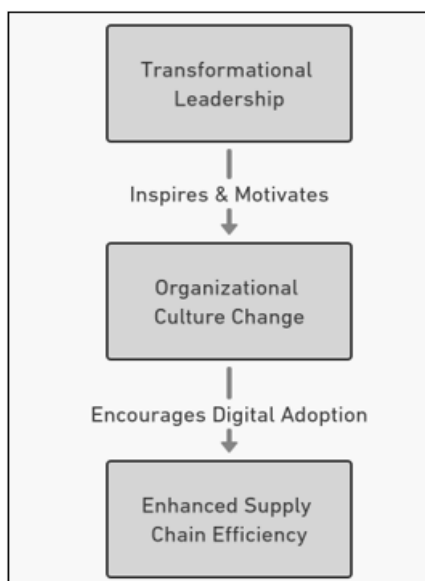 Transformational
Leadership
Inspires & Motivates
Organizational
Culture Change
Encourages Digital Adoption
Enhanced Supply
Chain Efficiency